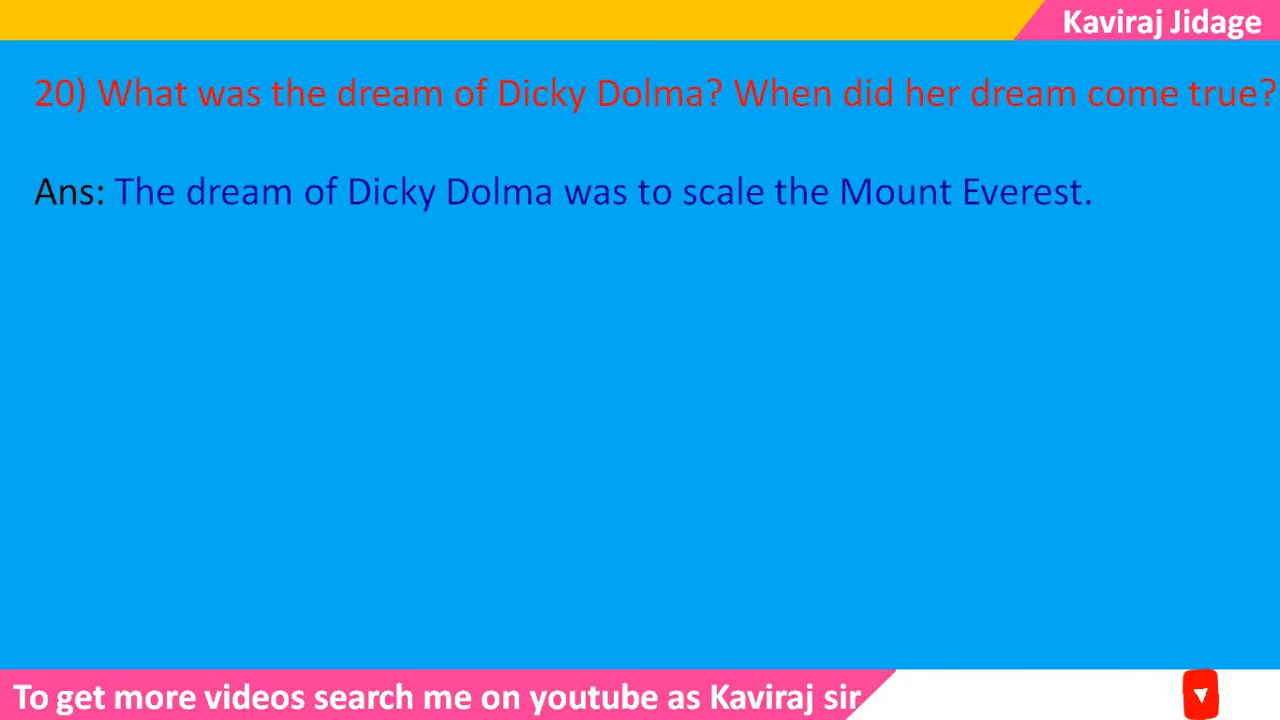 Kaviraj Jidage
20) What was the dream of Dicky Dolma? When did her dream come true?
Ans: The dream of Dicky Dolma was to scale the Mount Everest.
To get more videos search me on youtube as Kaviraj sir